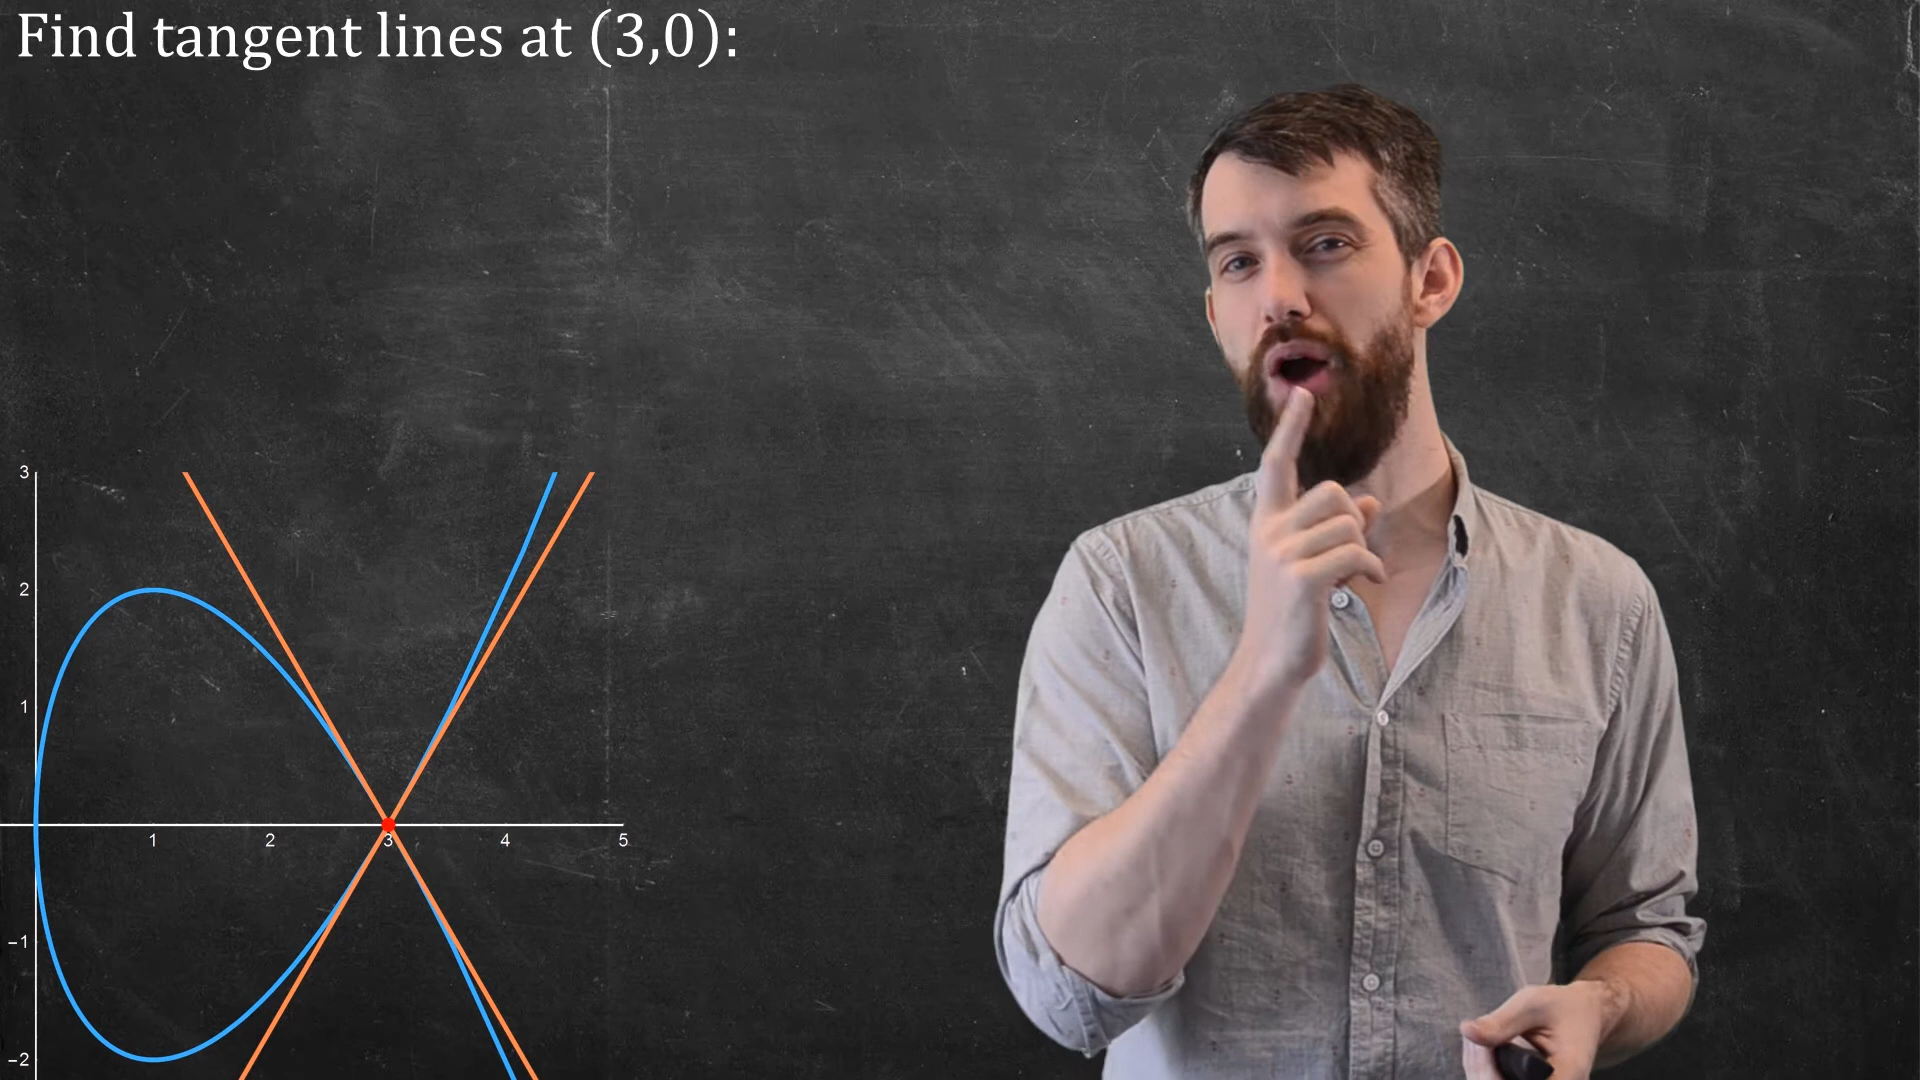 Find tangent lines at (3,0):
3
2
1
1 2 3 4 5
−1
−2